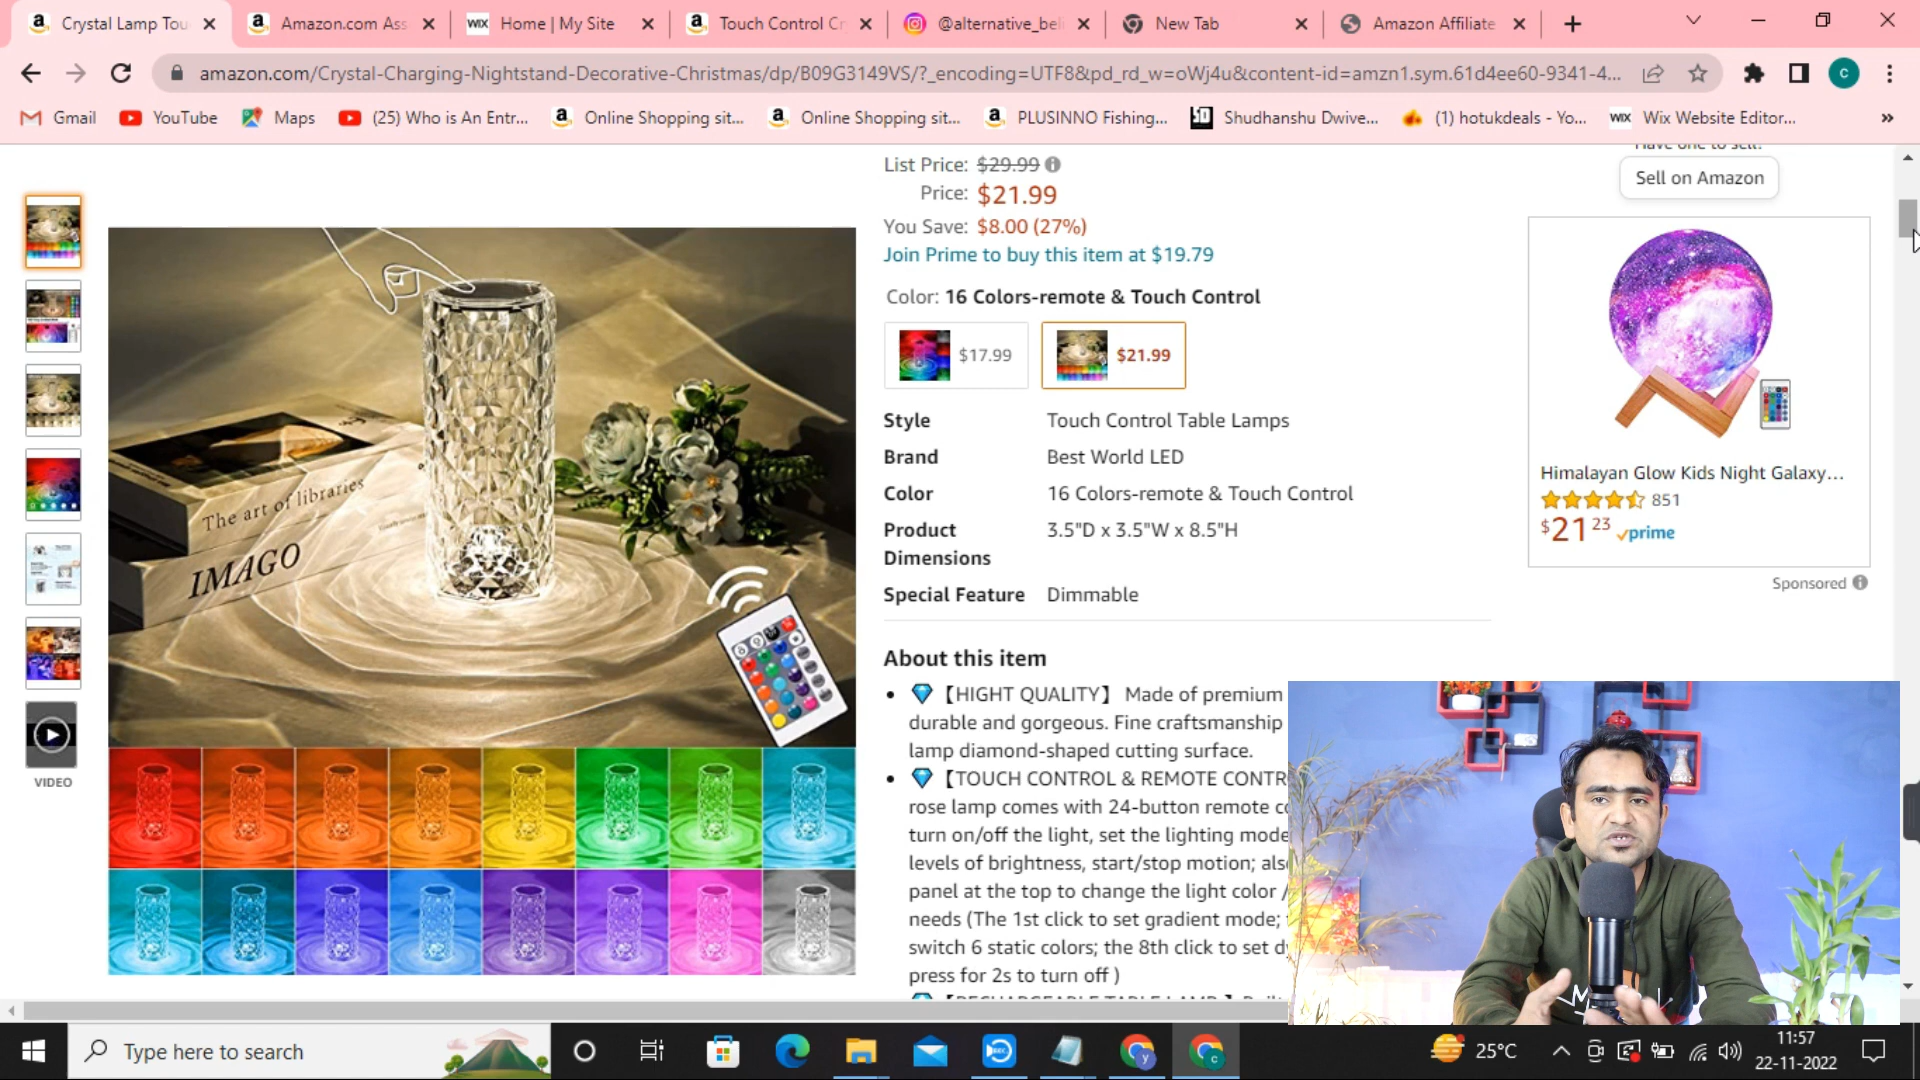 Crystal Lamp Tou
Amazon.com Ass
WIX Home | My Site
Touch Control Cr
@alternative_beli
New Tab
Amazon Affiliate
amazon.com/Crystal-Charging-Nightstand-Decorative-Christmas/dp/B09G3149VS/?_encoding=UTF8&pd_rd_w=oWj4u&content-id=amzn1.sym.61d4ee60-9341-4...
c
Gmail
YouTube
Maps
(25) Who is An Entr...
Online Shopping sit...
Online Shopping sit...
PLUSINNO Fishing...
Shudhanshu Dwive...
(1) hotukdeals - Yo...
WIX Wix Website Editor...
»
Have one to sell?
Sell on Amazon
List Price: $29.99
Price: $21.99
You Save: $8.00 (27%)
Join Prime to buy this item at $19.79
Color: 16 Colors-remote & Touch Control
$17.99
$21.99
Style Touch Control Table Lamps
Brand Best World LED
Color 16 Colors-remote & Touch Control
Product 3.5"D x 3.5"W x 8.5"H
Dimensions
Special Feature Dimmable
About this item
• 💎【HIGHT QUALITY】 Made of premium
durable and gorgeous. Fine craftsmanship
lamp diamond-shaped cutting surface.
• 💎【TOUCH CONTROL & REMOTE CONTR
rose lamp comes with 24-button remote co
turn on/off the light, set the lighting mode
levels of brightness, start/stop motion; als
panel at the top to change the light color /
needs (The 1st click to set gradient mode;
switch 6 static colors; the 8th click to set d
press for 2s to turn off )
The art of libraries
IMAGO
VIDEO
Himalayan Glow Kids Night Galaxy...
851
$21 23 prime
Sponsored
Type here to search
25°C
11:57
22-11-2022